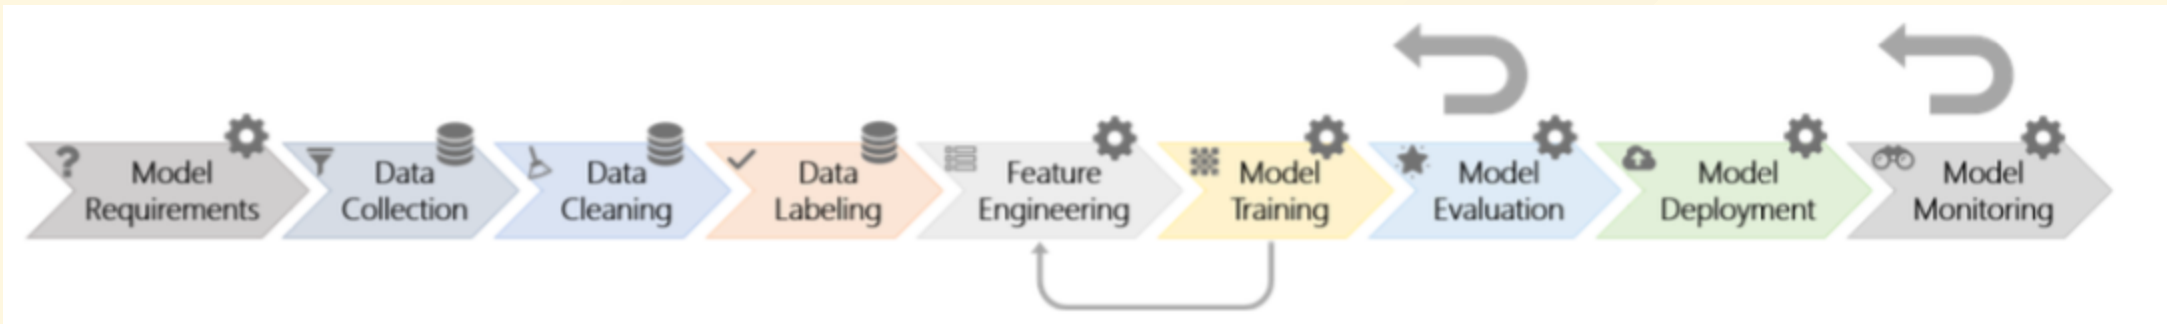 Model
Requirements
Data
Collection
Data
Cleaning
Data
Labeling
Feature
Engineering
Model
Training
Model
Evaluation
Model
Deployment
Model
Monitoring